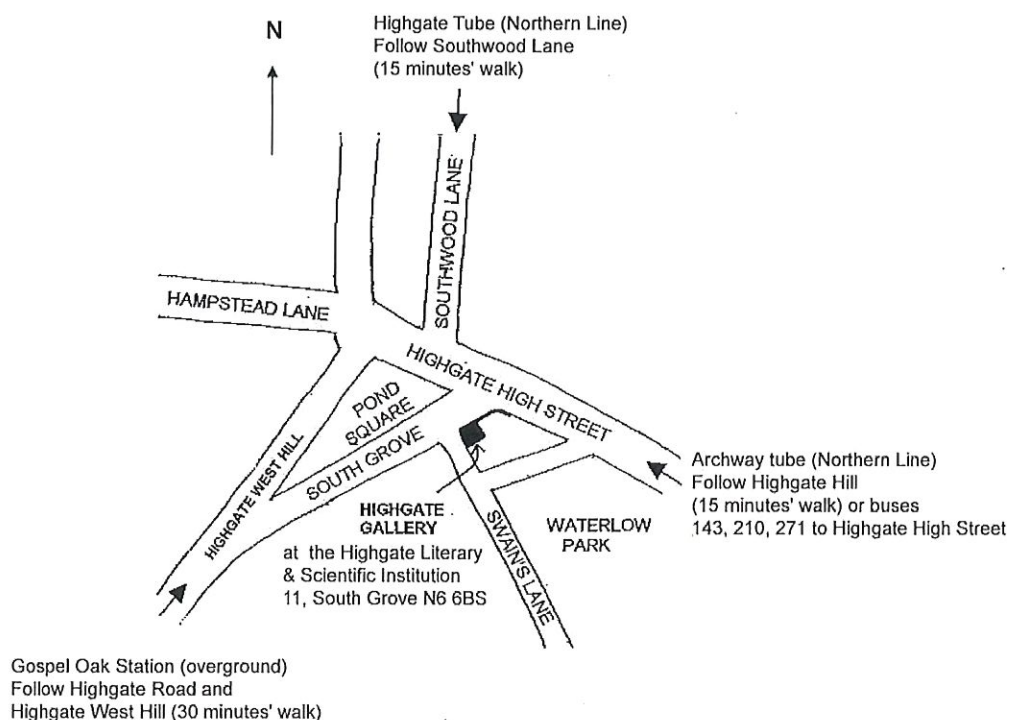 N
Highgate Tube (Northern Line)
Follow Southwood Lane
(15 minutes' walk)
SOUTHWOOD LANE
HAMPSTEAD LANE
HIGHGATE HIGH STREET
POND
SQUARE
SOUTH GROVE
HIGHGATE WEST HILL
HIGHGATE
GALLERY
at the Highgate Literary
& Scientific Institution
11, South Grove N6 6BS
SWAIN'S LANE
WATERLOW
PARK
Archway tube (Northern Line)
Follow Highgate Hill
(15 minutes' walk) or buses
143, 210, 271 to Highgate High Street
Gospel Oak Station (overground)
Follow Highgate Road and
Highgate West Hill (30 minutes' walk)